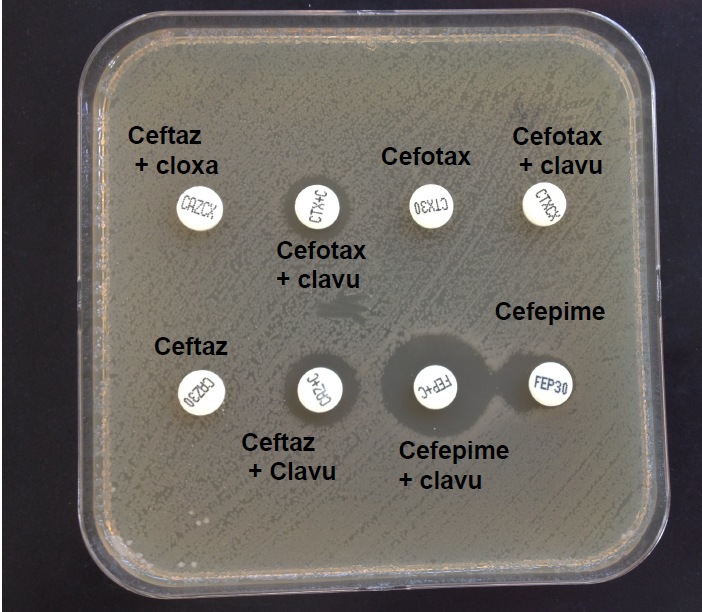 Ceftaz
+ cloxa
Cefotax
Cefotax
+ clavu
CAZCX
CTX+C
CTX30
CTXCX
Cefotax
+ clavu
Cefepime
Ceftaz
CAZ30
CAZ+C
FEP+C
FEP30
Ceftaz
+ Clavu
Cefepime
+ clavu